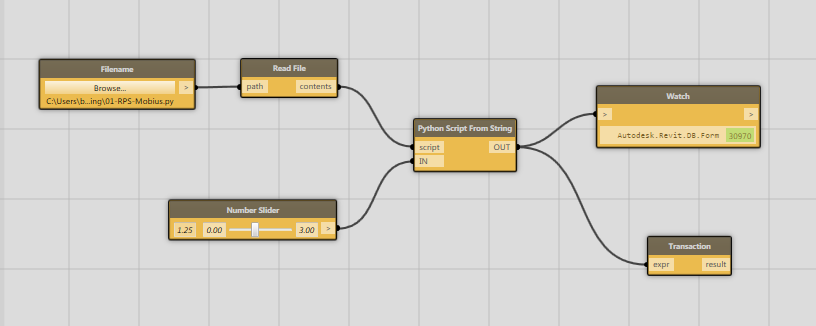 Filename
Browse...
>
C:\Users\b...ing\01-RPS-Mobius.py
Read File
path contents
Python Script From String
script OUT
IN
Number Slider
1.25 0.00 3.00 >
Watch
> >
Autodesk.Revit.DB.Form 30970
Transaction
expr result